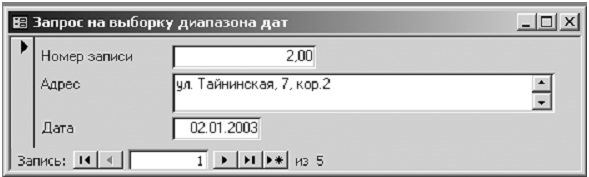 Запрос на выборку диапазона дат
Номер записи 2,00
Адрес ул. Тайнинская, 7, кор.2
Дата 02.01.2003
Запись: 1 из 5